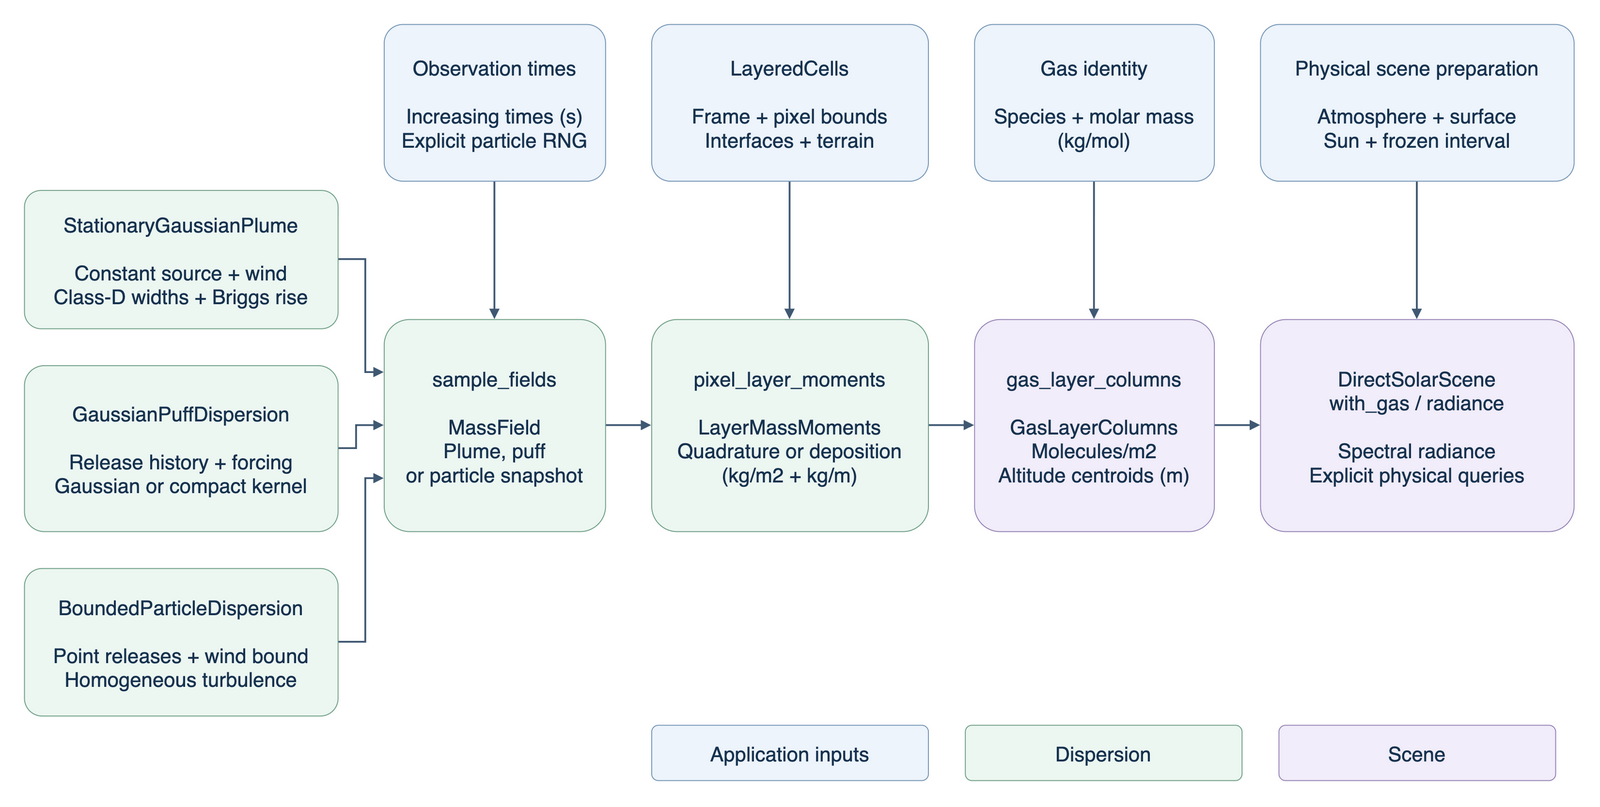 Observation times
Increasing times (s)
Explicit particle RNG
LayeredCells
Frame + pixel bounds
Interfaces + terrain
Gas identity
Species + molar mass
(kg/mol)
Physical scene preparation
Atmosphere + surface
Sun + frozen interval
StationaryGaussianPlume
Constant source + wind
Class-D widths + Briggs rise
GaussianPuffDispersion
Release history + forcing
Gaussian or compact kernel
BoundedParticleDispersion
Point releases + wind bound
Homogeneous turbulence
sample_fields
MassField
Plume, puff
or particle snapshot
pixel_layer_moments
LayerMassMoments
Quadrature or deposition
(kg/m2 + kg/m)
gas_layer_columns
GasLayerColumns
Molecules/m2
Altitude centroids (m)
DirectSolarScene
with_gas / radiance
Spectral radiance
Explicit physical queries
Application inputs
Dispersion
Scene